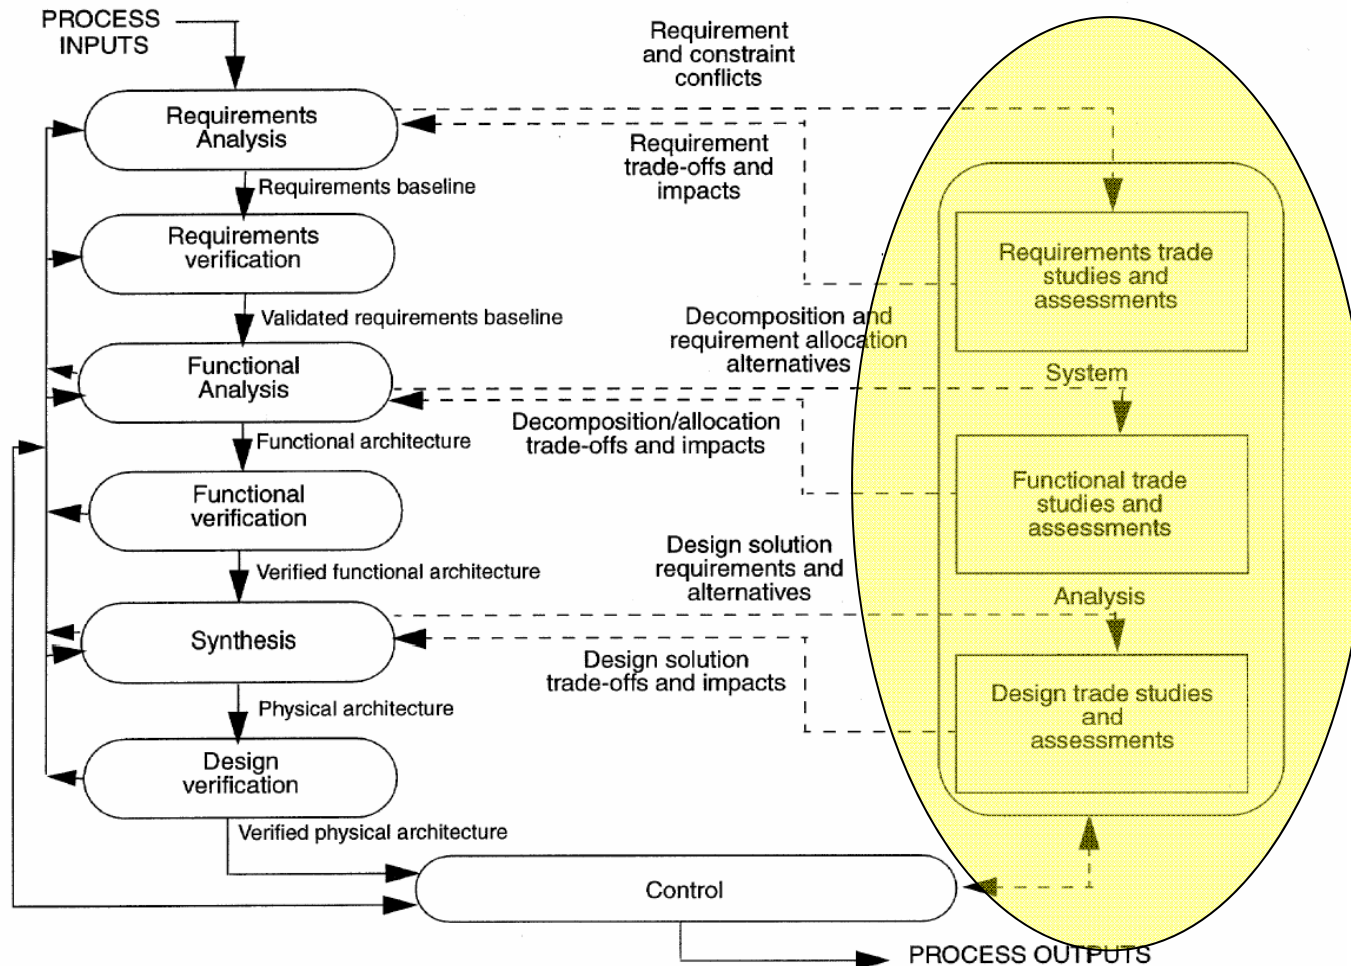 PROCESS
INPUTS
Requirement
and constraint
conflicts
Requirements
Analysis
Requirement
trade-offs and
impacts
Requirements baseline
Requirements
verification
Requirements trade
studies and
assessments
Validated requirements baseline
Decomposition and
requirement allocation
alternatives
Functional
Analysis
System
Decomposition/allocation
trade-offs and impacts
Functional architecture
Functional
verification
Functional trade
studies and
assessments
Verified functional architecture
Design solution
requirements and
alternatives
Analysis
Synthesis
Design solution
trade-offs and impacts
Physical architecture
Design trade studies
and
assessments
Design
verification
Verified physical architecture
Control
PROCESS OUTPUTS